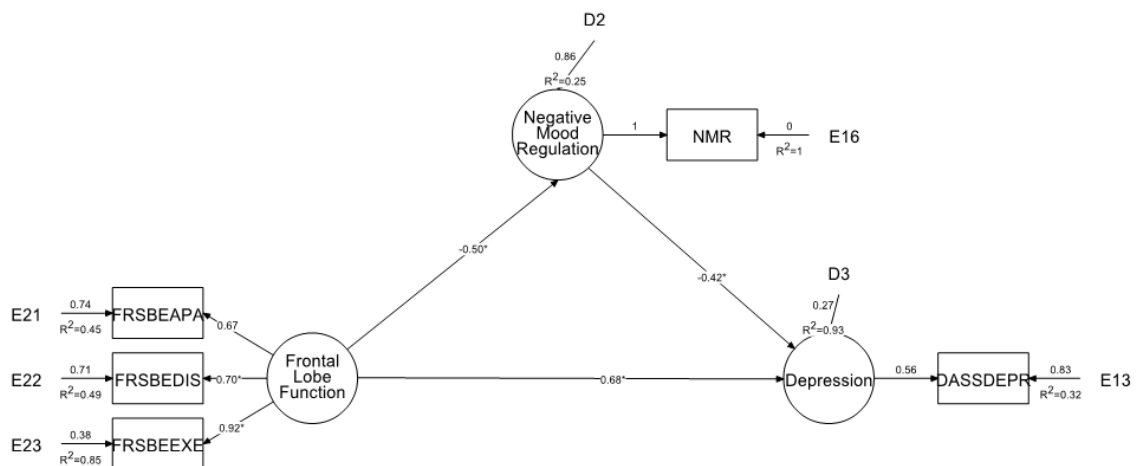 D2
0.86
R2=0.25
Negative
Mood
Regulation
1
NMR
0
R2=1
E16
-0.50*
-0.42*
D3
0.27
R2=0.93
E21
0.74
R2=0.45
FRSBEAPA
0.67
E22
0.71
R2=0.49
FRSBEDIS
0.70*
Frontal
Lobe
Function
0.68*
Depression
0.56
DASSDEPR
0.83
R2=0.32
E13
E23
0.38
R2=0.85
FRSBEEXE
0.92*